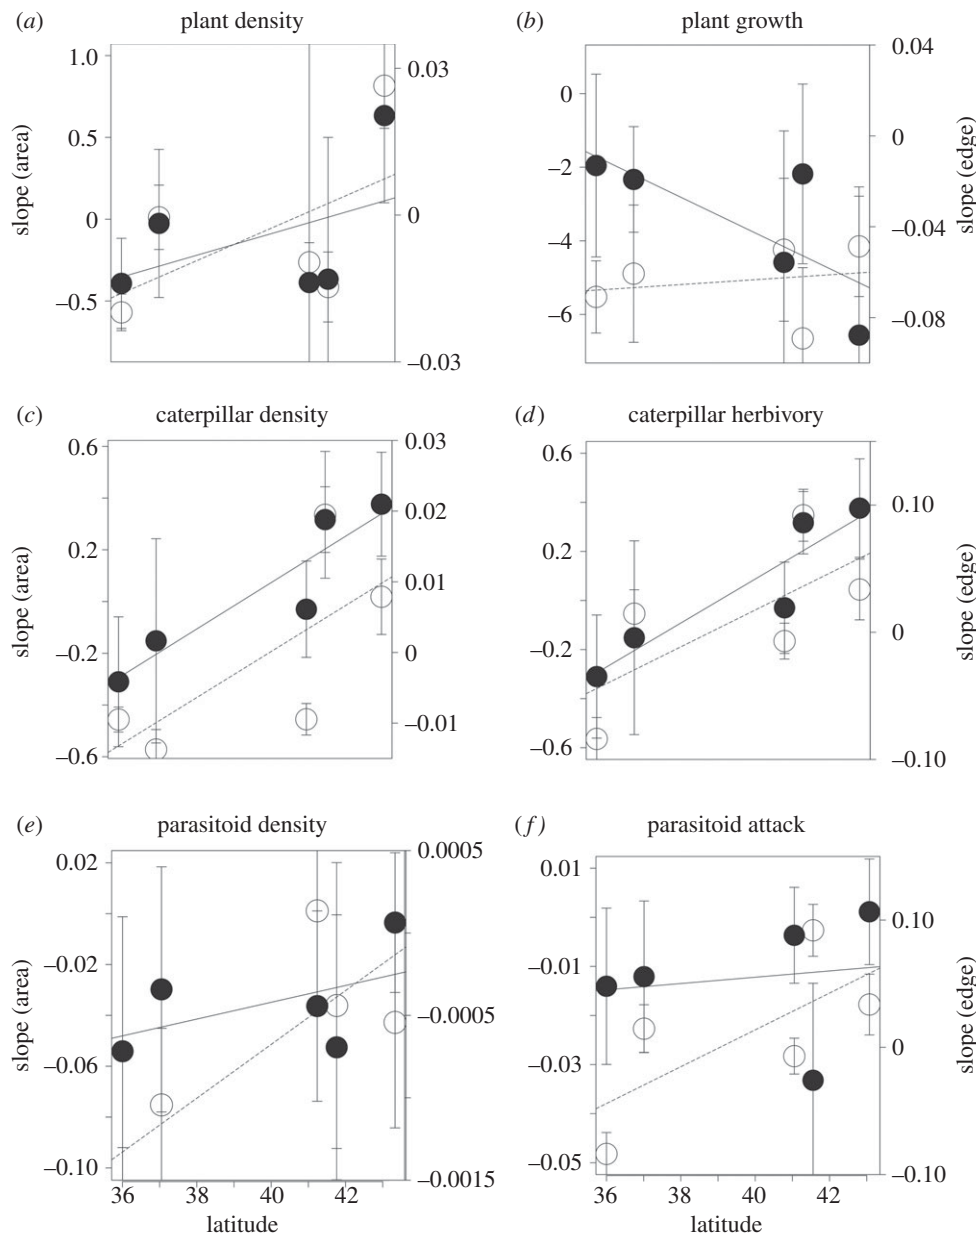 (a) plant density
1.0
0.5
0
–0.5
slope (area)
0.03
0
–0.03
(b) plant growth
0
–2
–4
–6
0.04
0
–0.04
–0.08
slope (edge)
(c) caterpillar density
0.6
0.2
–0.2
–0.6
slope (area)
0.03
0.02
0.01
0
–0.01
(d) caterpillar herbivory
0.6
0.2
–0.2
–0.6
0.10
0
–0.10
slope (edge)
(e) parasitoid density
0.02
–0.02
–0.06
–0.10
slope (area)
0.0005
–0.0005
–0.0015
36 38 40 42
latitude
(f) parasitoid attack
0.01
–0.01
–0.03
–0.05
0.10
0
–0.10
slope (edge)
36 38 40 42
latitude